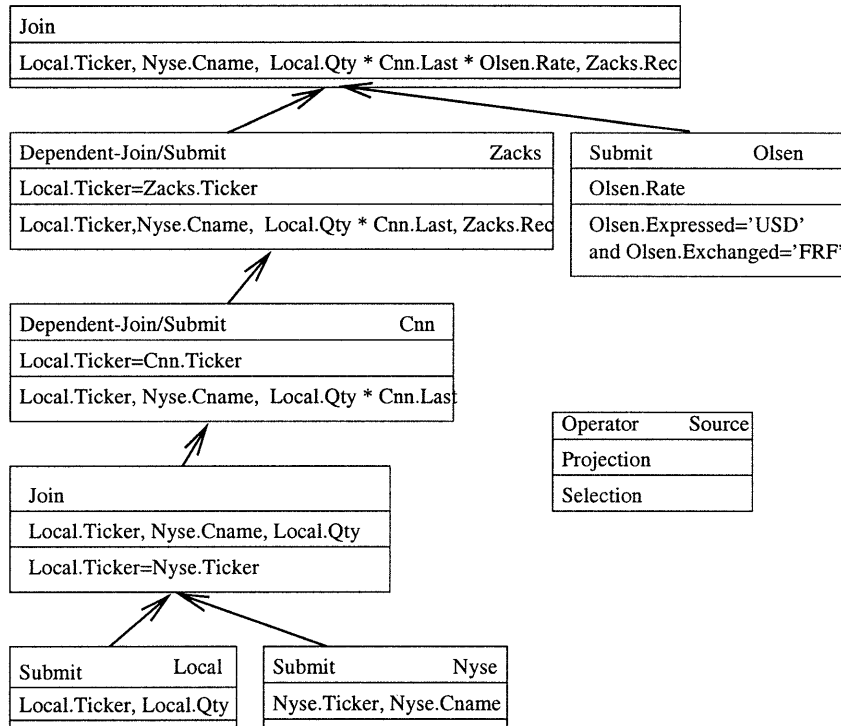 Join
Local.Ticker, Nyse.Cname, Local.Qty * Cnn.Last * Olsen.Rate, Zacks.Rec
Dependent-Join/Submit Zacks
Local.Ticker=Zacks.Ticker
Local.Ticker,Nyse.Cname, Local.Qty * Cnn.Last, Zacks.Rec
Submit Olsen
Olsen.Rate
Olsen.Expressed='USD'
and Olsen.Exchanged='FRF'
Dependent-Join/Submit Cnn
Local.Ticker=Cnn.Ticker
Local.Ticker, Nyse.Cname, Local.Qty * Cnn.Last
Operator Source
Projection
Selection
Join
Local.Ticker, Nyse.Cname, Local.Qty
Local.Ticker=Nyse.Ticker
Submit Local
Local.Ticker, Local.Qty
Submit Nyse
Nyse.Ticker, Nyse.Cname